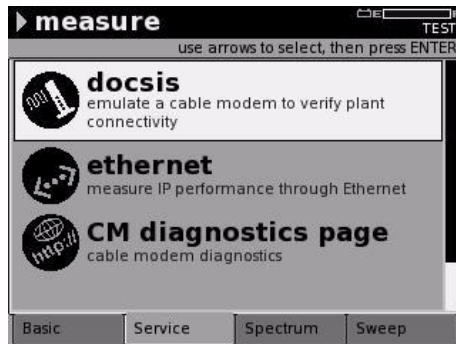 measure
TEST
use arrows to select, then press ENTER
docsis
emulate a cable modem to verify plant
connectivity
ethernet
measure IP performance through Ethernet
CM diagnostics page
http://
cable modem diagnostics
Basic Service Spectrum Sweep